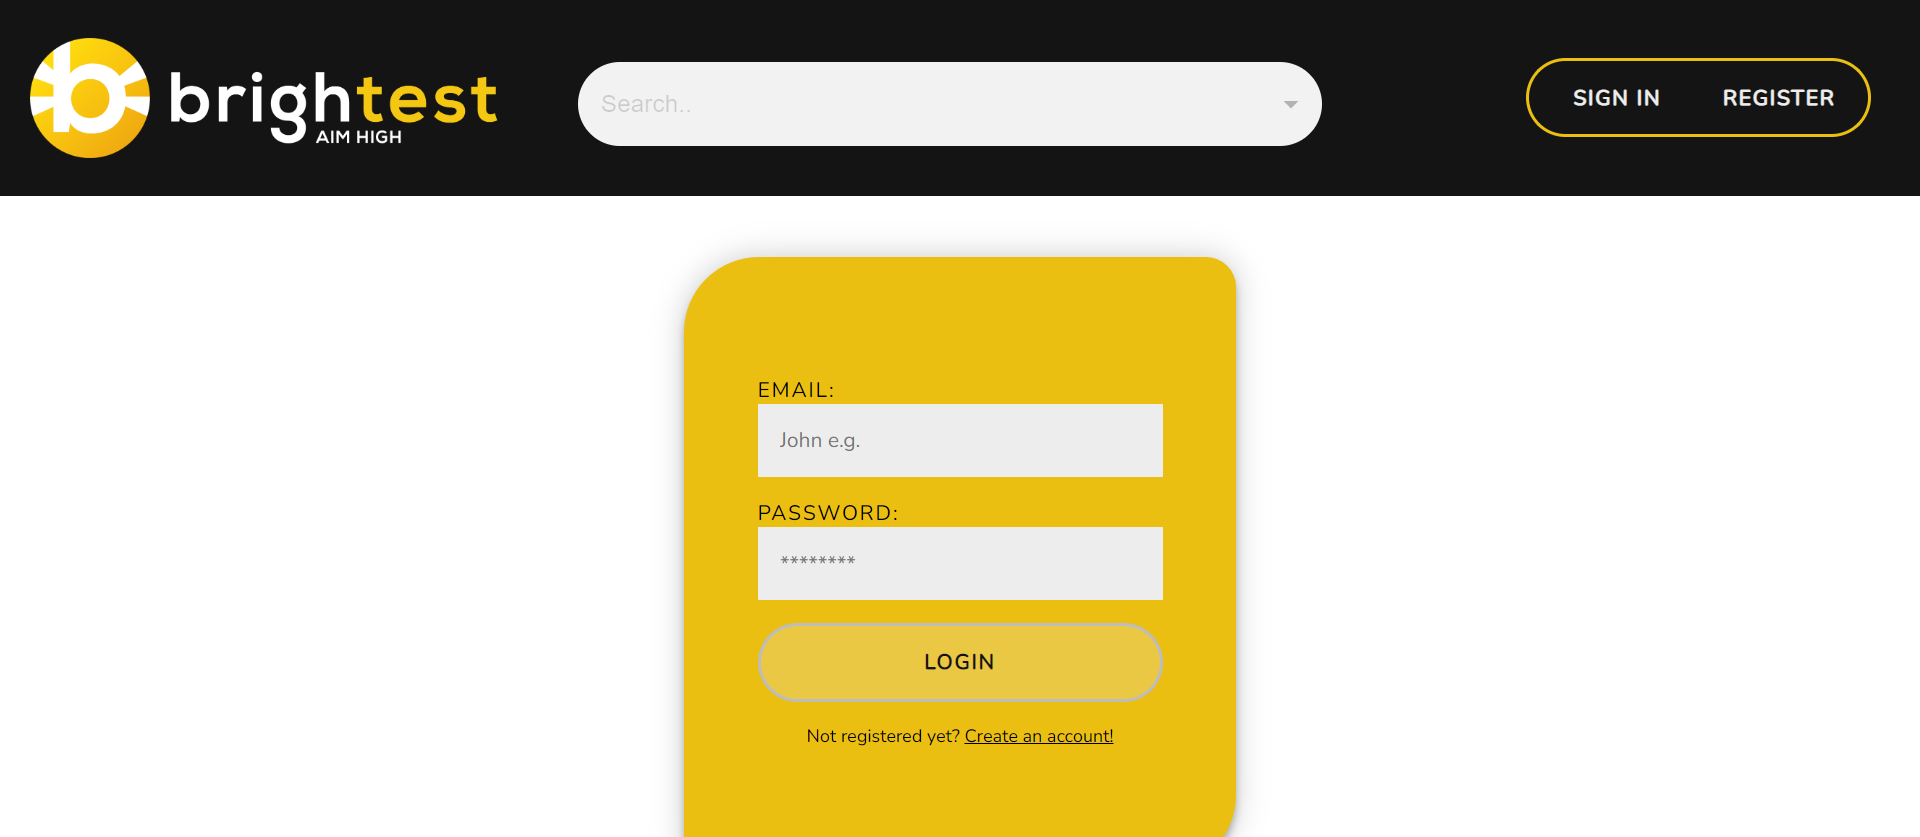 brightest
AIM HIGH
Search..
SIGN IN REGISTER
EMAIL:
John e.g.
PASSWORD:
********
LOGIN
Not registered yet? Create an account!